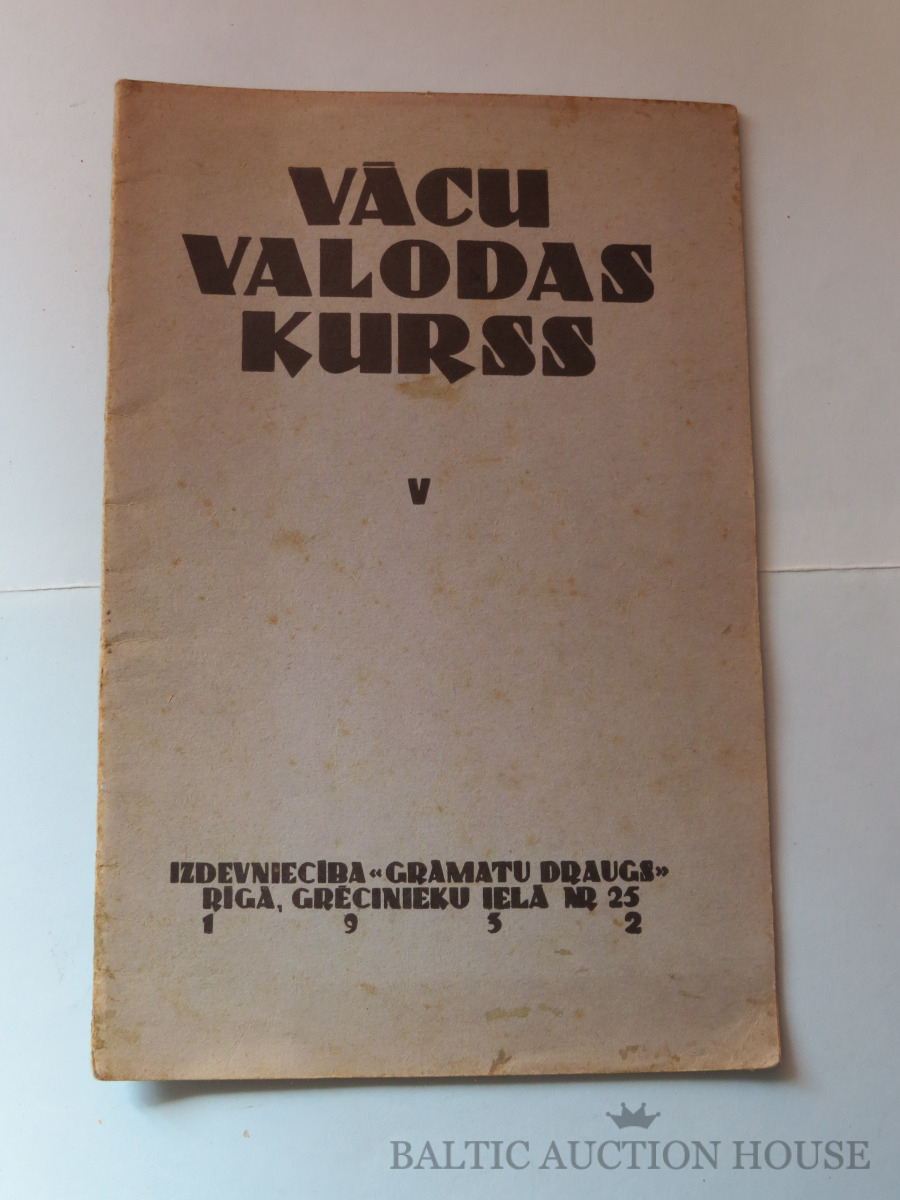 VĀCU
VALODAS
KURSS
V
IZDEVNIECĪBA «GRĀMATU DRAUGS»
RĪGĀ, GRĒCINIEKU IELĀ NR 25
1 9 3 2
BALTIC AUCTION HOUSE